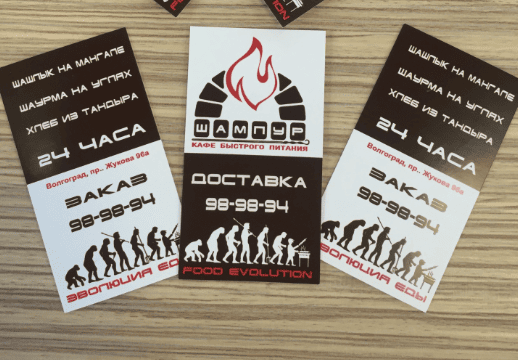 ШАШЛЫК НА МАНГАЛЕ
ШАУРМА НА УГЛЯХ
ХЛЕБ ИЗ ТАНДЫРА
24 ЧАСА
Волгоград, пр.. Жукова 96а
ЗАКАЗ
98-98-94
ЭВОЛЮЦИЯ ЕДЫ
ШАМПУР
КАФЕ БЫСТРОГО ПИТАНИЯ
ДОСТАВКА
98-98-94
FOOD EVOLUTION
ШАШЛЫК НА МАНГАЛЕ
ШАУРМА НА УГЛЯХ
ХЛЕБ ИЗ ТАНДЫРА
24 ЧАСА
Волгоград, пр.. Жукова 96а
ЗАКАЗ
98-98-94
ЭВОЛЮЦИЯ ЕДЫ